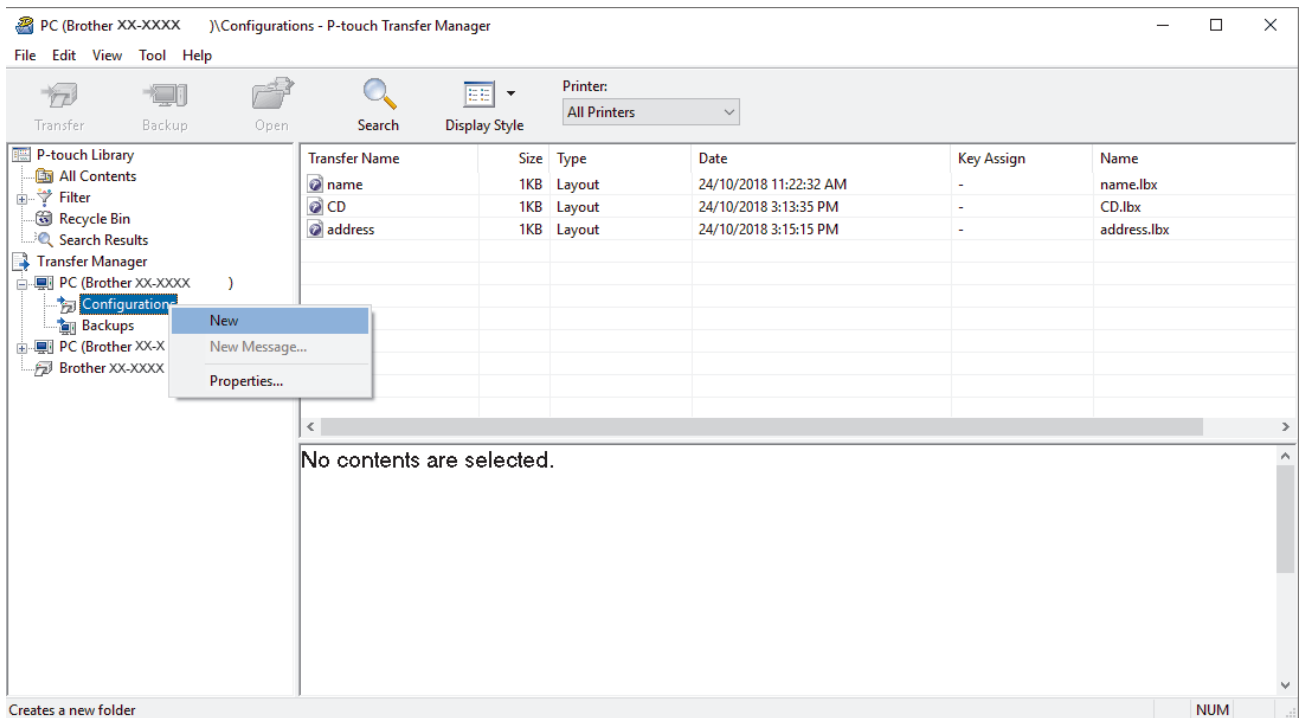 PC (Brother XX-XXXX )\Configurations - P-touch Transfer Manager
File Edit View Tool Help
Transfer Backup Open Search Display Style
Printer:
All Printers
P-touch Library
All Contents
Filter
Recycle Bin
Search Results
Transfer Manager
PC (Brother XX-XXXX )
Configurations
Backups
PC (Brother XX-X
Brother XX-XXXX
New
New Message...
Properties...
Transfer Name Size Type Date Key Assign Name
name 1KB Layout 24/10/2018 11:22:32 AM - name.lbx
CD 1KB Layout 24/10/2018 3:13:35 PM - CD.lbx
address 1KB Layout 24/10/2018 3:15:15 PM - address.lbx
No contents are selected.
Creates a new folder
NUM